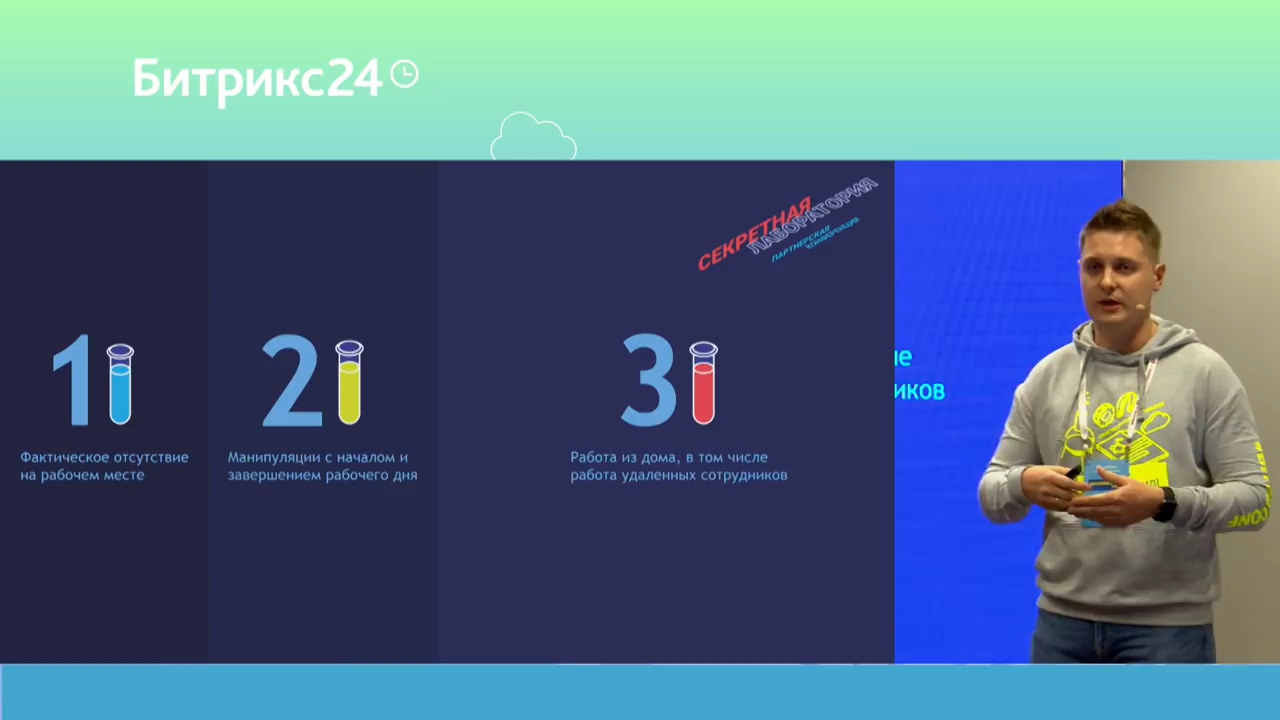 Битрикс24
СЕКРЕТНАЯ
ЛАБОРАТОРИЯ
ПАРТНЕРСКАЯ
КОНФЕРЕНЦИЯ
1
2
3
Фактическое отсутствие
на рабочем месте
Манипуляции с началом и
завершением рабочего дня
Работа из дома, в том числе
работа удаленных сотрудников
ие
иков
CONF